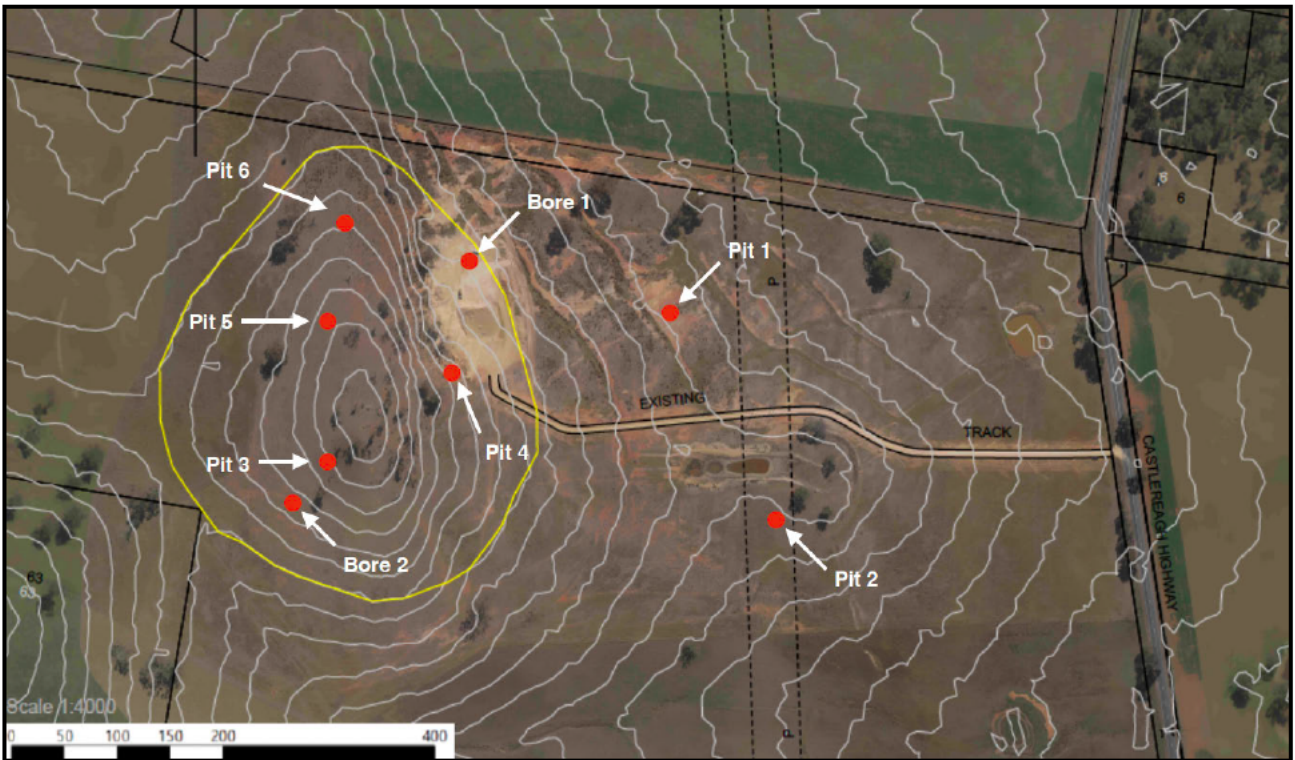 Pit 6
Bore 1
Pit 1
P
6
6
Pit 5
EXISTING
TRACK
Pit 3
Pit 4
CASTLEREAGH HIGHWAY
Bore 2
Pit 2
63
63
Scale 1:4000
P
0 50 100 150 200 400